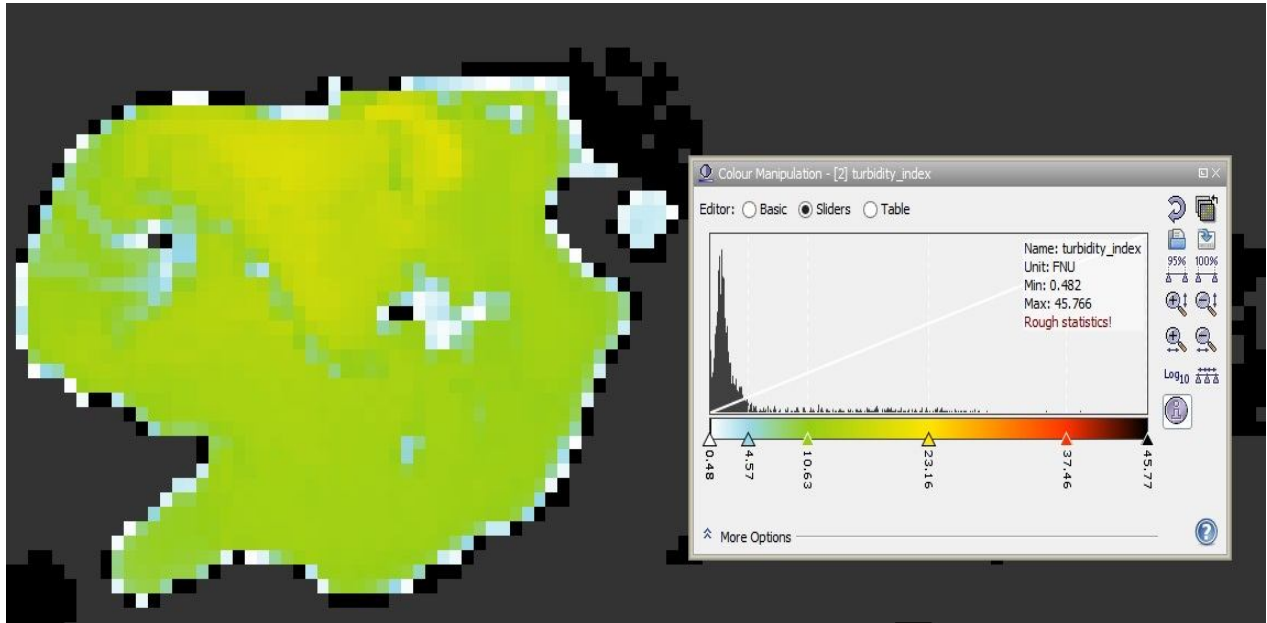 Colour Manipulation - [2] turbidity_index
Editor: Basic Sliders Table
Name: turbidity_index
Unit: FNU
Min: 0.482
Max: 45.766
Rough statistics!
95% 100%
Log10
0.48
4.57
10.63
23.16
37.46
45.77
More Options